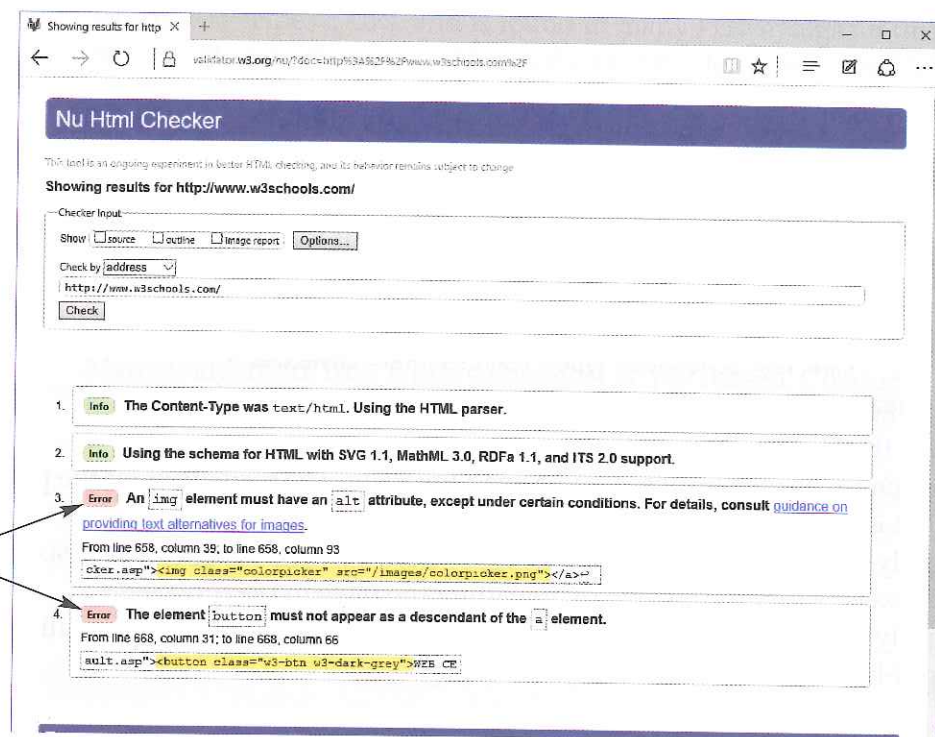 Showing results for http
validator.w3.org/nu/?doc=http%3A%2F%2Fwww.w3schools.com%2F
Nu Html Checker
This tool is an ongoing experiment in better HTML checking, and its behavior remains subject to change
Showing results for http://www.w3schools.com/
Checker Input
Show source outline image report Options...
Check by address
http://www.w3schools.com/
Check
1. Info The Content-Type was text/html. Using the HTML parser.
2. Info Using the schema for HTML with SVG 1.1, MathML 3.0, RDFa 1.1, and ITS 2.0 support.
3. Error An img element must have an alt attribute, except under certain conditions. For details, consult guidance on
providing text alternatives for images.
From line 658, column 39; to line 658, column 93
cker.asp"><img class="colorpicker" src="/images/colorpicker.png"></a>↩
4. Error The element button must not appear as a descendant of the a element.
From line 668, column 31; to line 668, column 66
ault.asp"><button class="w3-btn w3-dark-grey">WEB CE